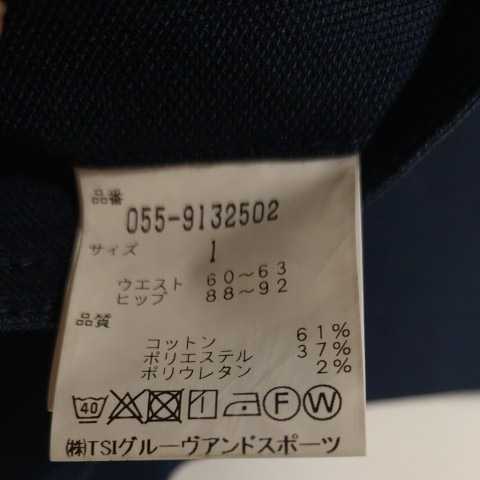 品番
055-9132502
サイズ 1
ウエスト 60〜63
ヒップ 88〜92
品質
コットン 61%
ポリエステル 37%
ポリウレタン 2%
40 F W
㈱TSIグルーヴアンドスポーツ